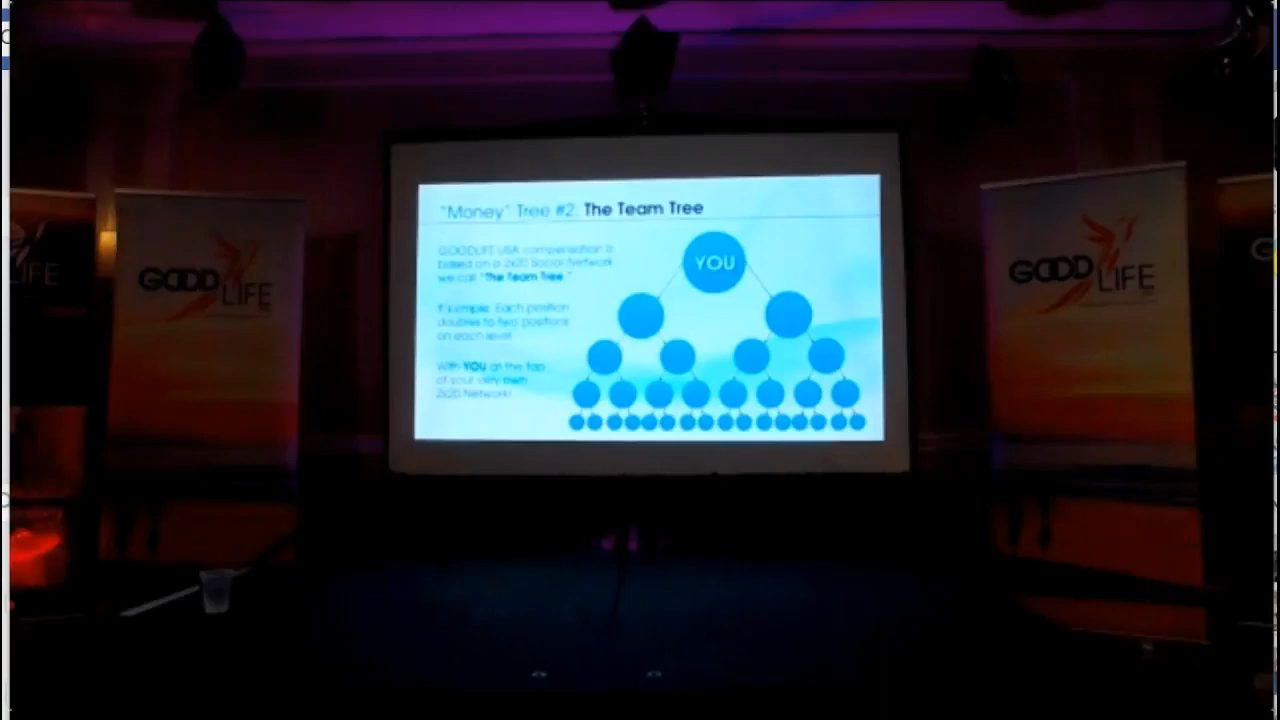 "Money" Tree #2: The Team Tree
GOODLIFE USA compensation is
based on a 2x20 Social Network
we call "The Team Tree."
It's simple. Each position
doubles to two positions
on each level
With YOU at the top
of your very own
2x20 Network!
YOU
GOOD
LIFE
GOOD
LIFE
LIFE
G